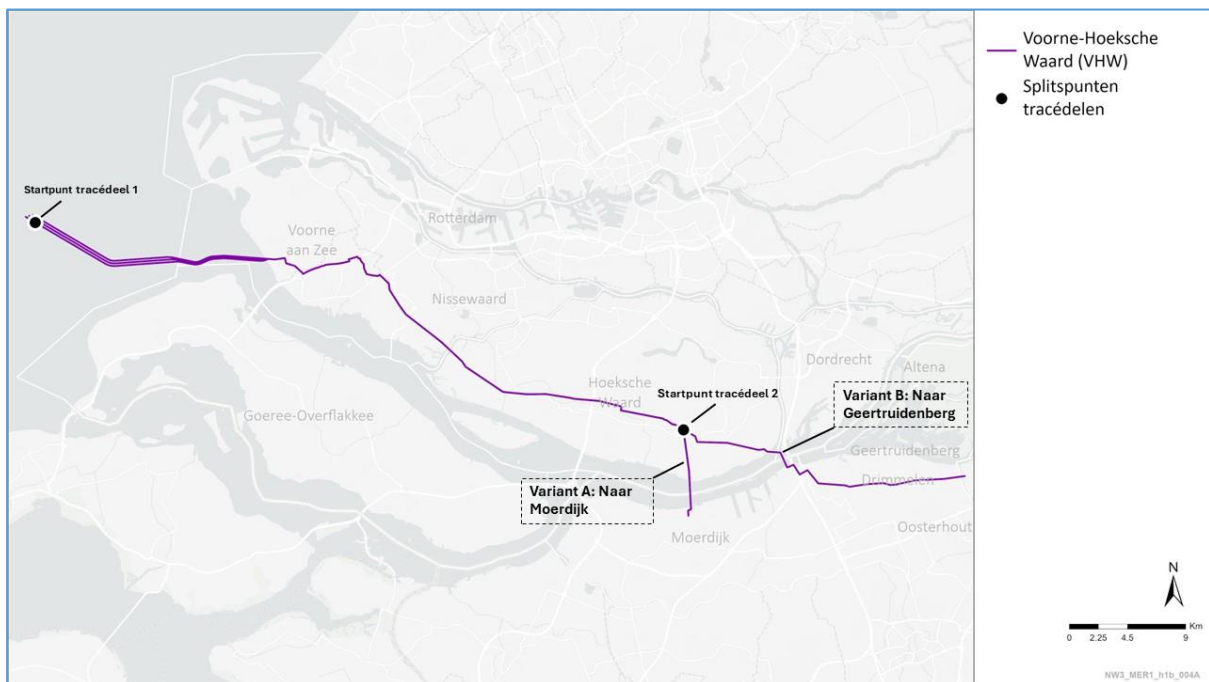 Voorne-Hoeksche
Waard (VHW)
Splitspunten
tracédelen
Startpunt tracédeel 1
Voorne
aan Zee
Rotterdam
Nissewaard
Goeree-Overflakkee
Hoeksche
Waard
Startpunt tracédeel 2
Dordrecht
Altena
Variant B: Naar
Geertruidenberg
Geertruidenberg
Drimmelen
Variant A: Naar
Moerdijk
Moerdijk
Oosterhout
N
Km
0 2.25 4.5 9
NW3_MER1_h1b_004A